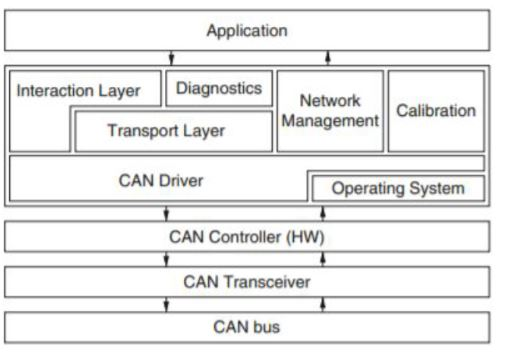 Application
Interaction Layer
Diagnostics
Network
Management
Calibration
Transport Layer
CAN Driver
Operating System
CAN Controller (HW)
CAN Transceiver
CAN bus